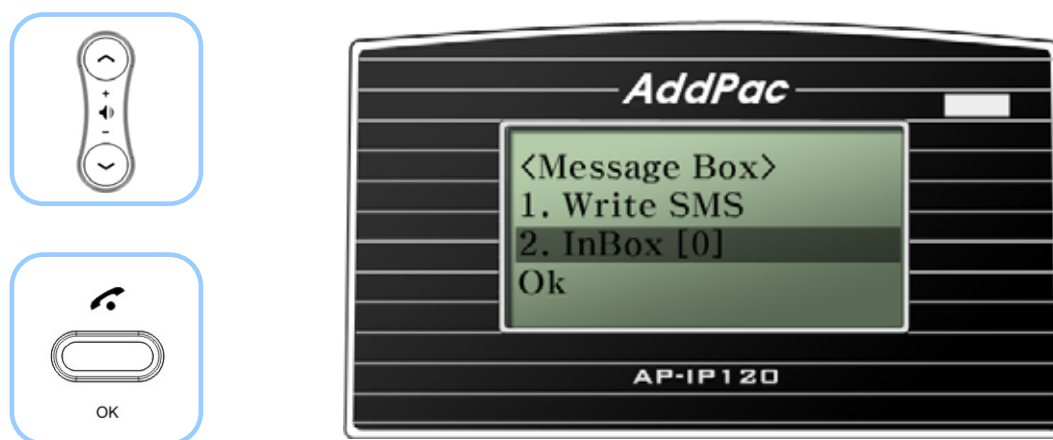 +
-
OK
AddPac
<Message Box>
1. Write SMS
2. InBox [0]
Ok
AP-IP120